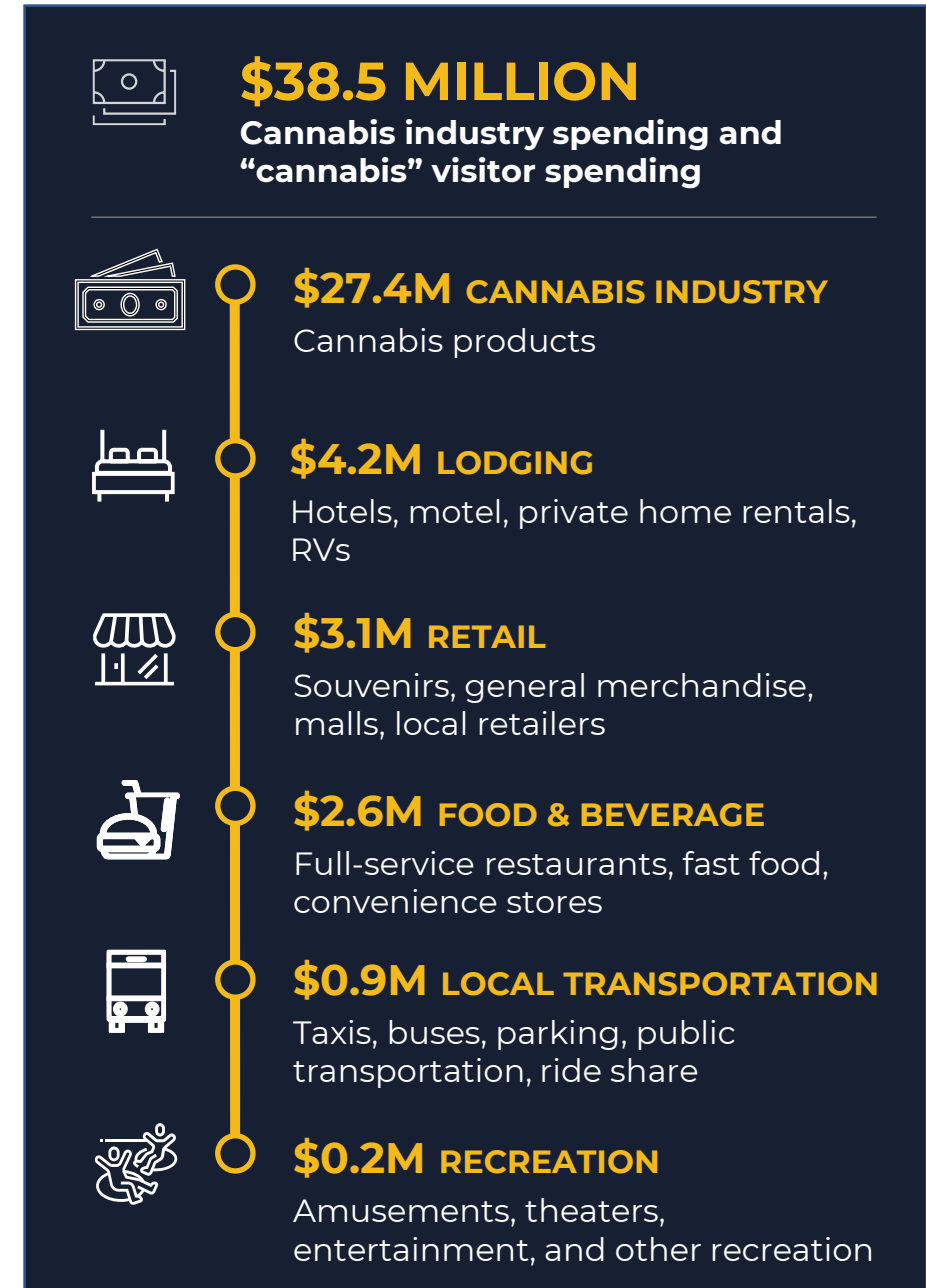 $38.5 MILLION
Cannabis industry spending and
“cannabis” visitor spending
$27.4M CANNABIS INDUSTRY
Cannabis products
$4.2M LODGING
Hotels, motel, private home rentals,
RVs
$3.1M RETAIL
Souvenirs, general merchandise,
malls, local retailers
$2.6M FOOD & BEVERAGE
Full-service restaurants, fast food,
convenience stores
$0.9M LOCAL TRANSPORTATION
Taxis, buses, parking, public
transportation, ride share
$0.2M RECREATION
Amusements, theaters,
entertainment, and other recreation